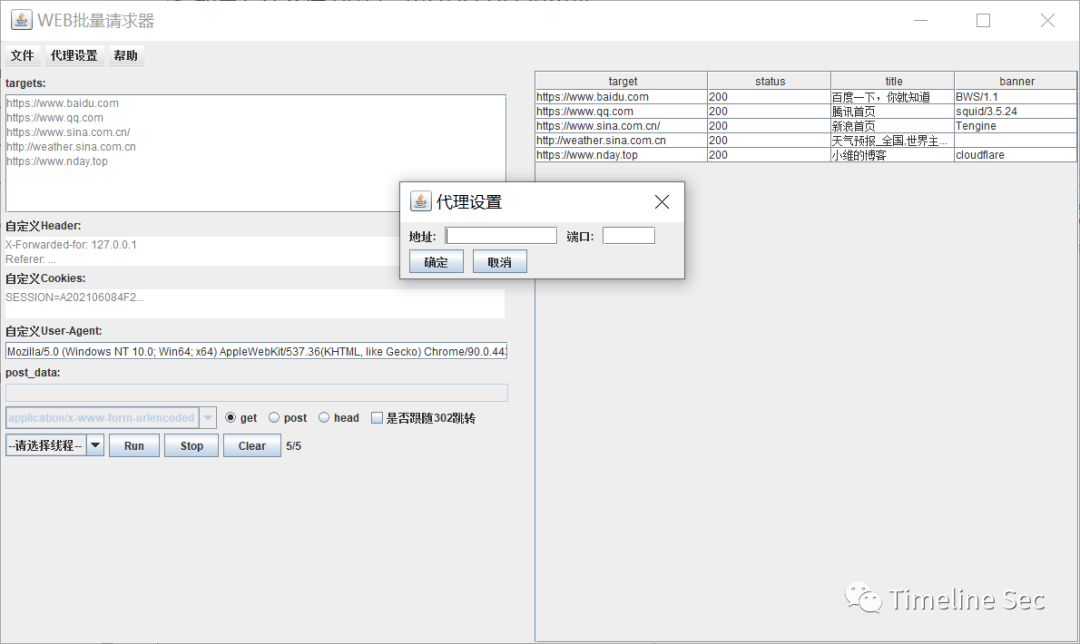 WEB批量请求器
文件 代理设置 帮助
targets:
https://www.baidu.com
https://www.qq.com
https://www.sina.com.cn/
http://weather.sina.com.cn
https://www.nday.top
自定义Header:
X-Forwarded-for: 127.0.0.1
Referer: ...
自定义Cookies:
SESSION=A202106084F2...
自定义User-Agent:
Mozilla/5.0 (Windows NT 10.0; Win64; x64) AppleWebKit/537.36(KHTML, like Gecko) Chrome/90.0.44
post_data:
application/x-www-form-urlencoded get post head 是否跟随302跳转
--请选择线程-- Run Stop Clear 5/5
target status title banner
https://www.baidu.com 200 百度一下，你就知道 BWS/1.1
https://www.qq.com 200 腾讯首页 squid/3.5.24
https://www.sina.com.cn/ 200 新浪首页 Tengine
http://weather.sina.com.cn 200 天气预报_全国,世界主...
https://www.nday.top 200 小维的博客 cloudflare
代理设置
地址: 端口:
确定 取消
Timeline Sec